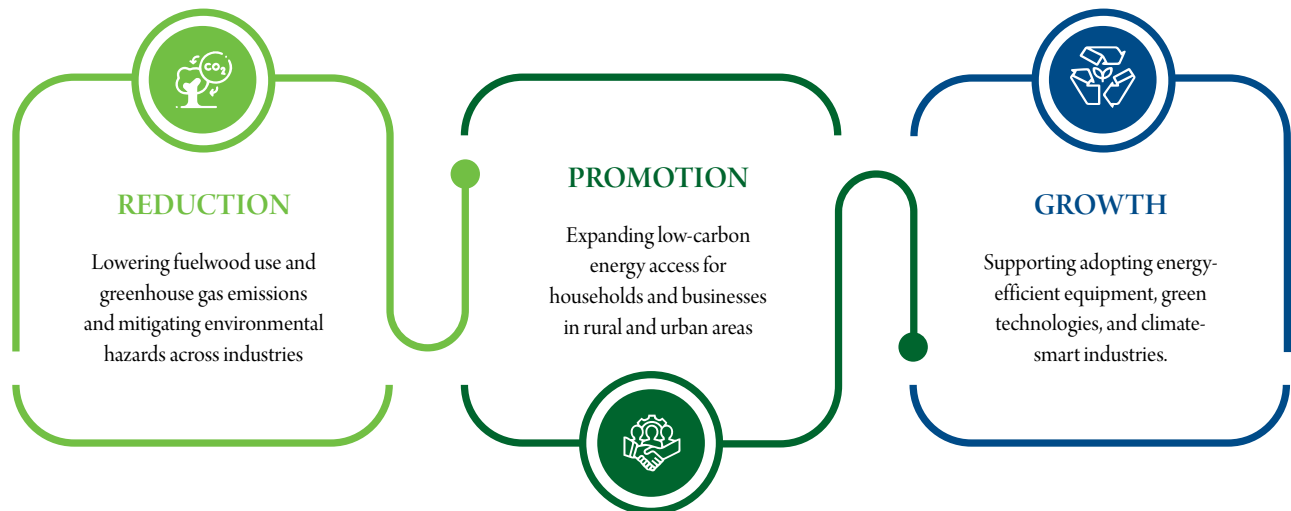 CO2
REDUCTION
Lowering fuelwood use and
greenhouse gas emissions
and mitigating environmental
hazards across industries
PROMOTION
Expanding low-carbon
energy access for
households and businesses
in rural and urban areas
GROWTH
Supporting adopting energy-
efficient equipment, green
technologies, and climate-
smart industries.